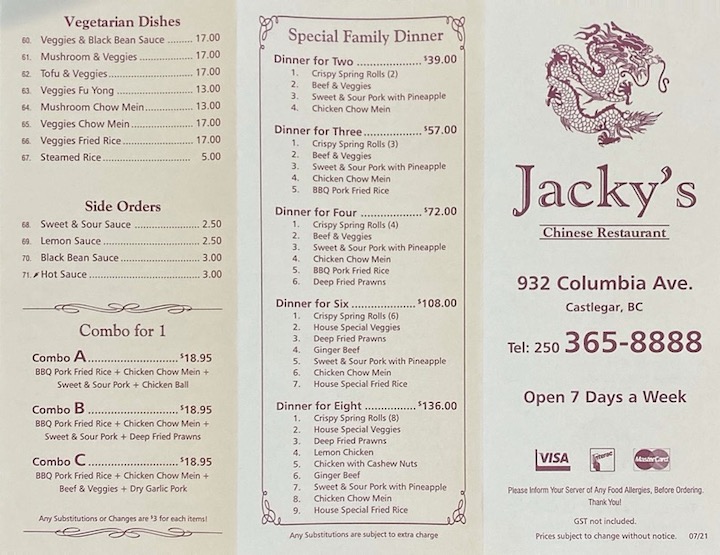 Vegetarian Dishes
60. Veggies & Black Bean Sauce ......... 17.00
61. Mushroom & Veggies ................. 17.00
62. Tofu & Veggies............................ 17.00
63. Veggies Fu Yong ........................ 13.00
64. Mushroom Chow Mein............... 13.00
65. Veggies Chow Mein.................... 17.00
66. Veggies Fried Rice....................... 17.00
67. Steamed Rice.............................. 5.00
Side Orders
68. Sweet & Sour Sauce ..................... 2.50
69. Lemon Sauce ............................... 2.50
70. Black Bean Sauce......................... 3.00
71. Hot Sauce .................................... 3.00
Combo for 1
Combo A........................$18.95
BBQ Pork Fried Rice + Chicken Chow Mein +
Sweet & Sour Pork + Chicken Ball
Combo B ........................$18.95
BBQ Pork Fried Rice + Chicken Chow Mein +
Sweet & Sour Pork + Deep Fried Prawns
Combo C........................$18.95
BBQ Pork Fried Rice + Chicken Chow Mein +
Beef & Veggies + Dry Garlic Pork
Any Substitutions or Changes are $3 for each items!
Special Family Dinner
Dinner for Two ....................$39.00
1. Crispy Spring Rolls (2)
2. Beef & Veggies
3. Sweet & Sour Pork with Pineapple
4. Chicken Chow Mein
Dinner for Three .................$57.00
1. Crispy Spring Rolls (3)
2. Beef & Veggies
3. Sweet & Sour Pork with Pineapple
4. Chicken Chow Mein
5. BBQ Pork Fried Rice
Dinner for Four ..................$72.00
1. Crispy Spring Rolls (4)
2. Beef & Veggies
3. Sweet & Sour Pork with Pineapple
4. Chicken Chow Mein
5. BBQ Pork Fried Rice
6. Deep Fried Prawns
Dinner for Six ....................$108.00
1. Crispy Spring Rolls (6)
2. House Special Veggies
3. Deep Fried Prawns
4. Ginger Beef
5. Sweet & Sour Pork with Pineapple
6. Chicken Chow Mein
7. House Special Fried Rice
Dinner for Eight ................$136.00
1. Crispy Spring Rolls (8)
2. House Special Veggies
3. Deep Fried Prawns
4. Lemon Chicken
5. Chicken with Cashew Nuts
6. Ginger Beef
7. Sweet & Sour Pork with Pineapple
8. Chicken Chow Mein
9. House Special Fried Rice
Any Substitutions are subject to extra charge
Jacky's
Chinese Restaurant
932 Columbia Ave.
Castlegar, BC
Tel: 250 365-8888
Open 7 Days a Week
VISA Interac MasterCard
Please Inform Your Server of Any Food Allergies, Before Ordering.
Thank You!
GST not included.
Prices subject to change without notice. 07/21